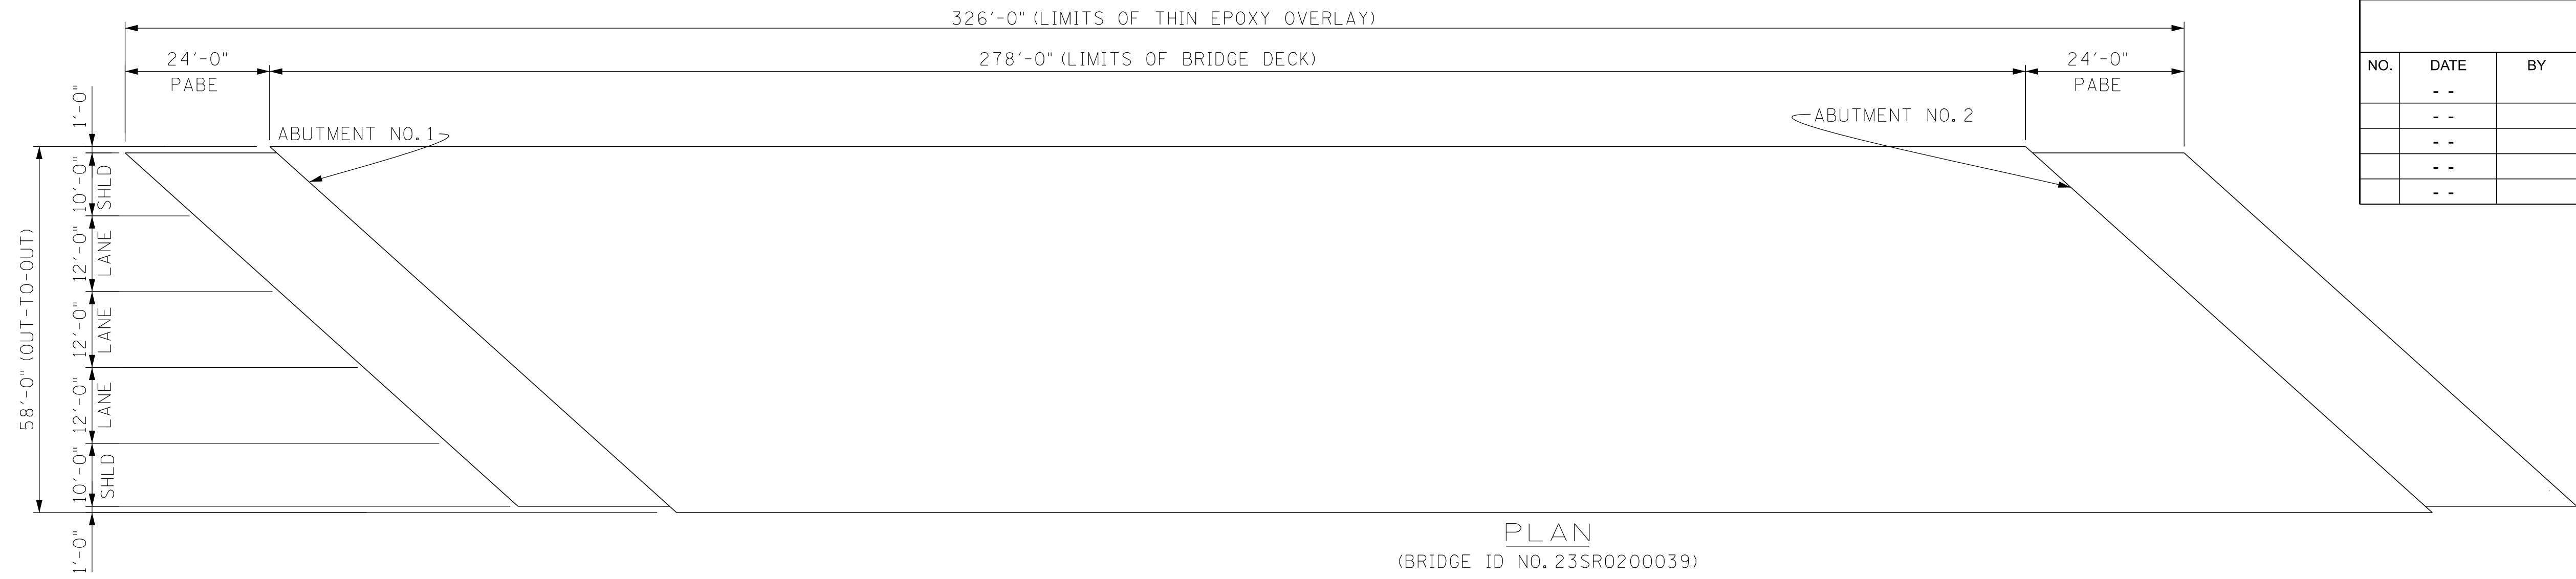 326'-0" (LIMITS OF THIN EPOXY OVERLAY)
24'-0"
PABE
278'-0" (LIMITS OF BRIDGE DECK)
24'-0"
PABE
NO. DATE BY
- -
- -
- -
- -
- -
ABUTMENT NO. 1
ABUTMENT NO. 2
58'-0" (OUT-TO-OUT)
1'-0"
10'-0"
SHLD
12'-0"
LANE
12'-0"
LANE
12'-0"
LANE
10'-0"
SHLD
1'-0"
PLAN
(BRIDGE ID NO. 23SR0200039)